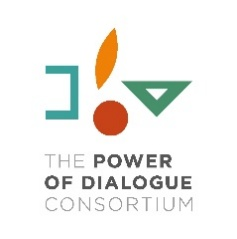 THE POWER
OF DIALOGUE
CONSORTIUM